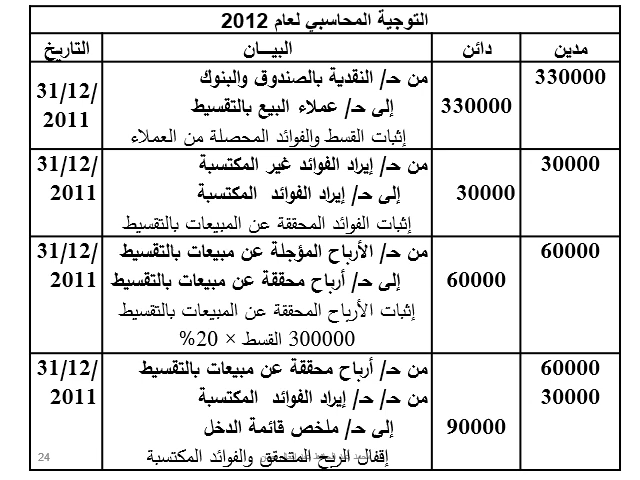 التوجية المحاسبي لعام 2012
مدين دائن البيـــان التاريخ
330000 من حـ/ النقدية بالصندوق والبنوك 31/12/
330000 إلى حـ/ عملاء البيع بالتقسيط 2011
إثبات القسط والفوائد المحصلة من العملاء
30000 من حـ/ إيراد الفوائد غير المكتسبة 31/12/
30000 إلى حـ/ إيراد الفوائد المكتسبة 2011
إثبات الفوائد المحققة عن المبيعات بالتقسيط
60000 من حـ/ الأرباح المؤجلة عن مبيعات بالتقسيط 31/12/
60000 إلى حـ/ أرباح محققة عن مبيعات بالتقسيط 2011
إثبات الأرباح المحققة عن المبيعات بالتقسيط
300000 القسط × 20%
60000 من حـ/ أرباح محققة عن مبيعات بالتقسيط 31/12/
30000 من حـ/ حـ/ إيراد الفوائد المكتسبة 2011
90000 إلى حـ/ ملخص قائمة الدخل
إقفال الربح المتحقق والفوائد المكتسبة
24